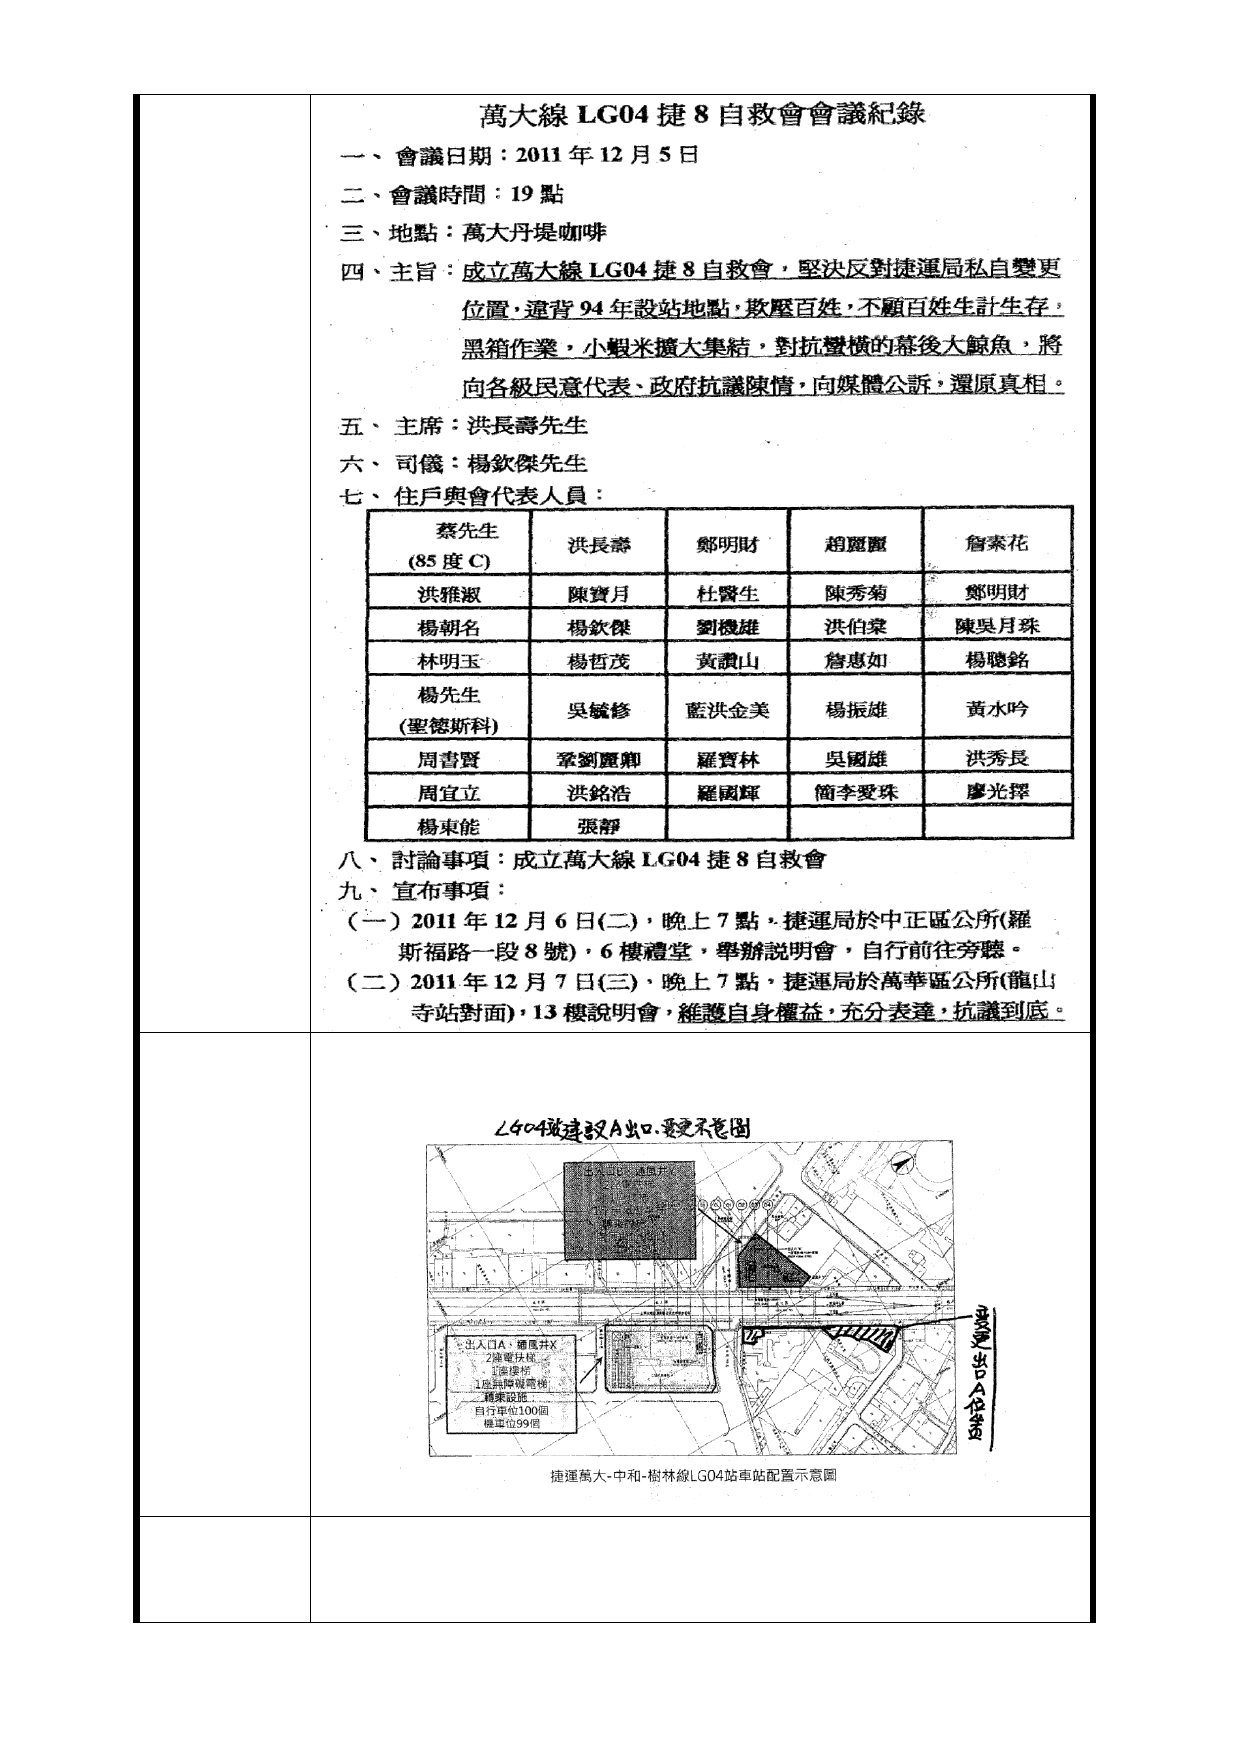 萬大線 LG04 捷 8 自救會會議紀錄
一、 會議日期：2011 年 12 月 5 日
二、會議時間：19 點
三、地點：萬大丹堤咖啡
四、主旨：成立萬大線 LG04 捷 8 自救會，堅決反對捷運局私自變更
位置，違背 94 年設站地點，欺壓百姓，不顧百姓生計生存，
黑箱作業，小蝦米擴大集結，對抗蠻橫的幕後大鯨魚，將
向各級民意代表、政府抗議陳情，向媒體公訴，還原真相。
五、 主席：洪長壽先生
六、 司儀：楊欽傑先生
七、 住戶與會代表人員：
蔡先生 (85 度 C) 洪長壽 鄭明財 趙麗麗 詹素花
洪雅淑 陳寶月 杜醫生 陳秀菊 鄭明財
楊朝名 楊欽傑 劉機雄 洪伯棠 陳吳月珠
林明玉 楊哲茂 黃讚山 詹惠如 楊聰銘
楊先生 (聖德斯科) 吳毓修 藍洪金美 楊振雄 黃水吟
周書賢 鞏劉麗卿 羅寶林 吳國雄 洪秀長
周宜立 洪銘浩 羅國輝 簡李愛珠 廖光擇
楊東能 張靜
八、 討論事項：成立萬大線 LG04 捷 8 自救會
九、 宣布事項：
（一）2011 年 12 月 6 日(二)，晚上 7 點，捷運局於中正區公所(羅
斯福路一段 8 號)，6 樓禮堂，舉辦說明會，自行前往旁聽。
（二）2011 年 12 月 7 日(三)，晚上 7 點，捷運局於萬華區公所(龍山
寺站對面)，13 樓說明會，維護自身權益，充分表達，抗議到底。
LG04站建設A出口.變更示意圖
出入口B、通風井Y
出入口A、通風井X
2座電扶梯
1座樓梯
1座無障礙電梯
轉乘設施：
自行車位100個
機車位99個
變更出口A位置
捷運萬大-中和-樹林線LG04站車站配置示意圖